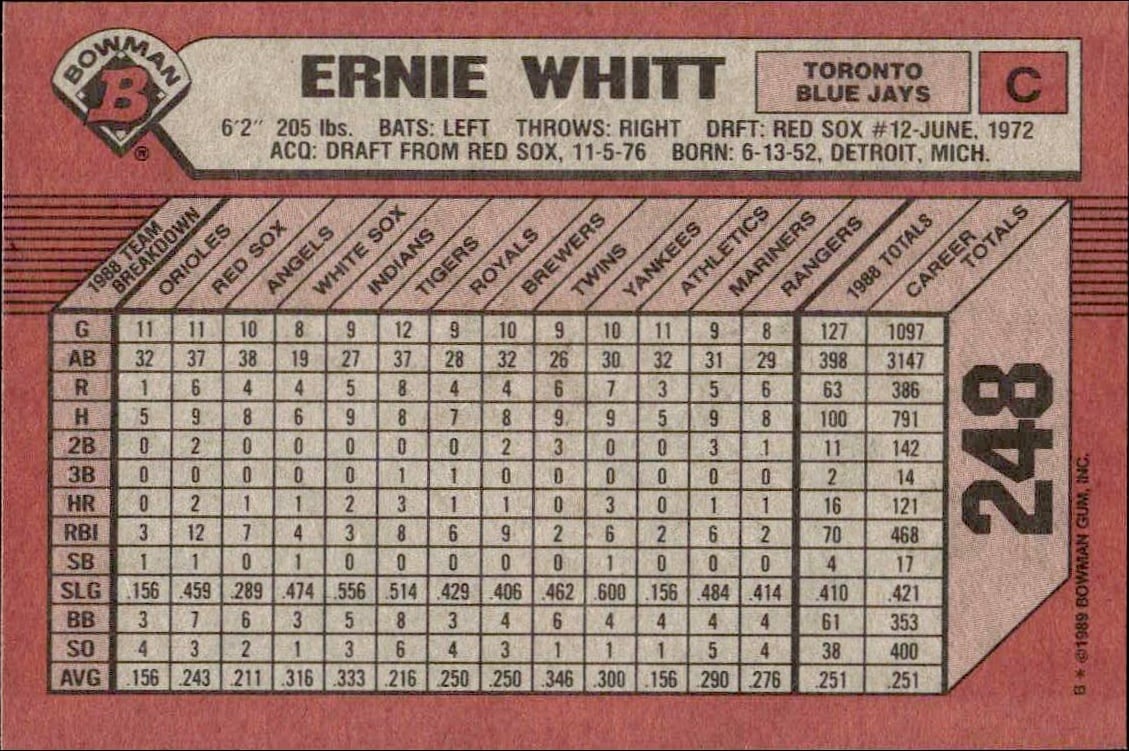 BOWMAN
B
®
ERNIE WHITT
TORONTO
BLUE JAYS
C
6'2" 205 lbs. BATS: LEFT THROWS: RIGHT DRFT: RED SOX #12-JUNE, 1972
ACQ: DRAFT FROM RED SOX, 11-5-76 BORN: 6-13-52, DETROIT, MICH.
1988 TEAM BREAKDOWN ORIOLES RED SOX ANGELS WHITE SOX INDIANS TIGERS ROYALS BREWERS TWINS YANKEES ATHLETICS MARINERS RANGERS 1988 TOTALS CAREER TOTALS
G 11 11 10 8 9 12 9 10 9 10 11 9 8 127 1097
AB 32 37 38 19 27 37 28 32 26 30 32 31 29 398 3147
R 1 6 4 4 5 8 4 4 6 7 3 5 6 63 386
H 5 9 8 6 9 8 7 8 9 9 5 9 8 100 791
2B 0 2 0 0 0 0 0 2 3 0 0 3 1 11 142
3B 0 0 0 0 0 1 1 0 0 0 0 0 0 2 14
HR 0 2 1 1 2 3 1 1 0 3 0 1 1 16 121
RBI 3 12 7 4 3 8 6 9 2 6 2 6 2 70 468
SB 1 1 0 1 0 0 0 0 0 1 0 0 0 4 17
SLG .156 .459 .289 .474 .556 .514 .429 .406 .462 .600 .156 .484 .414 .410 .421
BB 3 7 6 3 5 8 3 4 6 4 4 4 4 61 353
SO 4 3 2 1 3 6 4 3 1 1 1 5 4 38 400
AVG .156 .243 .211 .316 .333 .216 .250 .250 .346 .300 .156 .290 .276 .251 .251
248
B * ©1989 BOWMAN GUM, INC.